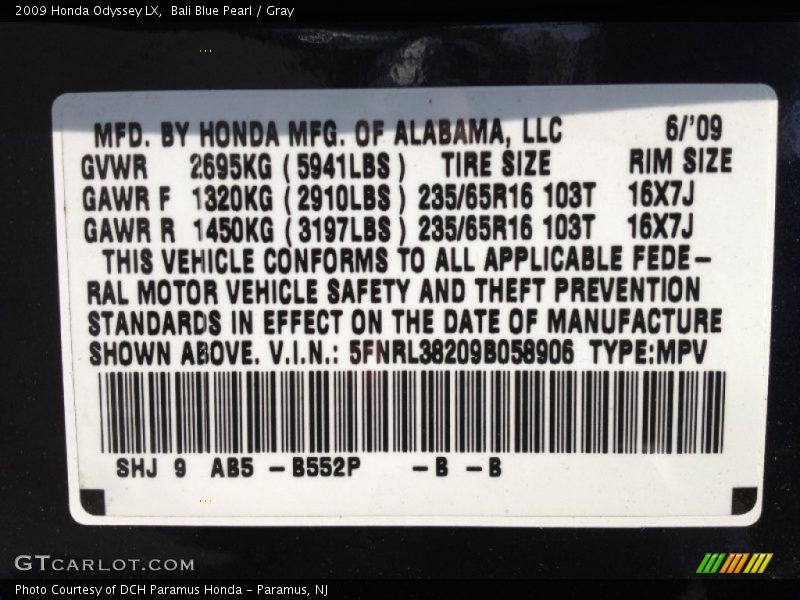 2009 Honda Odyssey LX,  Bali Blue Pearl / Gray
MFD. BY HONDA MFG. OF ALABAMA, LLC 6/'09
GVWR 2695KG (5941LBS) TIRE SIZE RIM SIZE
GAWR F 1320KG (2910LBS) 235/65R16 103T 16X7J
GAWR R 1450KG (3197LBS) 235/65R16 103T 16X7J
THIS VEHICLE CONFORMS TO ALL APPLICABLE FEDE-
RAL MOTOR VEHICLE SAFETY AND THEFT PREVENTION
STANDARDS IN EFFECT ON THE DATE OF MANUFACTURE
SHOWN ABOVE. V.I.N.: 5FNRL38209B058906 TYPE:MPV
SHJ 9 AB5 -B552P -B -B
GTCARLOT.COM
Photo Courtesy of DCH Paramus Honda - Paramus, NJ